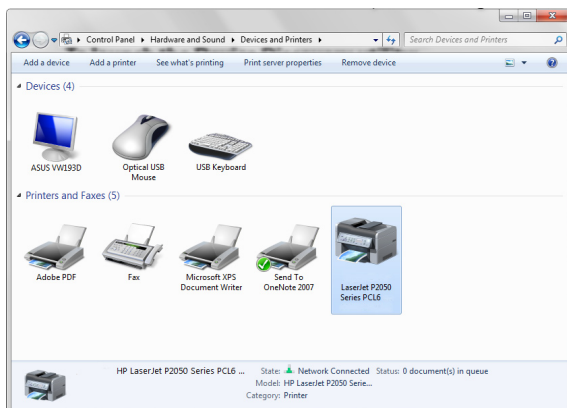 Control Panel ▸ Hardware and Sound ▸ Devices and Printers ▸
Search Devices and Printers
Add a device Add a printer See what's printing Print server properties Remove device
Devices (4)
ASUS VW193D
Optical USB
Mouse
USB Keyboard
Printers and Faxes (5)
Adobe PDF
Fax
Microsoft XPS
Document Writer
Send To
OneNote 2007
LaserJet P2050
Series PCL6
HP LaserJet P2050 Series PCL6 ... State: Network Connected Status: 0 document(s) in queue
Model: HP LaserJet P2050 Serie...
Category: Printer